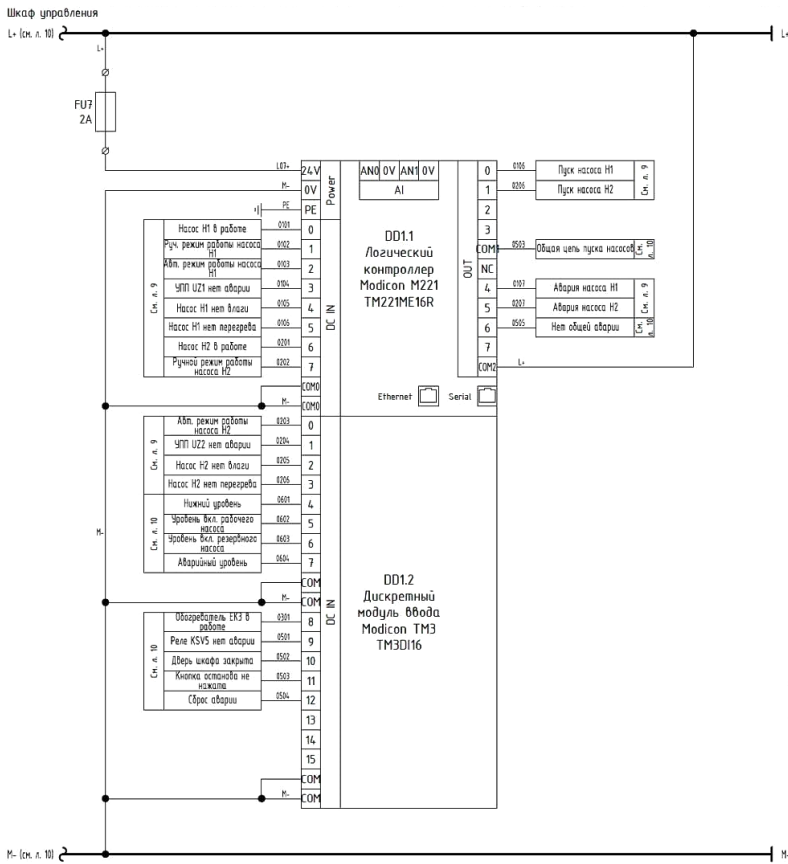 Шкаф управления
L+ (см. л. 10)
L+
L+
FU7
2A
L07+
24V
M-
0V
PE
PE
Power
AN0 0V AN1 0V
AI
DD1.1
Логический
контроллер
Modicon M221
TM221ME16R
OUT
0
0106
Пуск насоса Н1
1
0206
Пуск насоса Н2
См. л. 9
2
3
COM1
0503
Общая цепь пуска насосов
См. л. 10
NC
4
0107
Авария насоса Н1
5
0207
Авария насоса Н2
См. л. 9
6
0505
Нет общей аварии
См. л. 10
7
COM2
L+
Ethernet
Serial
См. л. 9
Насос Н1 в работе
0101
0
Руч. режим работы насоса
Н1
0102
1
Авт. режим работы насоса
Н1
0103
2
УПП UZ1 нет аварии
0104
3
Насос Н1 нет влаги
0105
4
Насос Н1 нет перегрева
0106
5
Насос Н2 в работе
0201
6
Ручной режим работы
насоса Н2
0202
7
DC IN
COM0
M-
COM0
См. л. 9
Авт. режим работы
насоса Н2
0203
0
УПП UZ2 нет аварии
0204
1
Насос Н2 нет влаги
0205
2
Насос Н2 нет перегрева
0206
3
См. л. 10
Нижний уровень
0601
4
Уровень вкл. рабочего
насоса
0602
5
Уровень вкл. резервного
насоса
0603
6
Аварийный уровень
0604
7
M-
COM
M-
COM
DC IN
DD1.2
Дискретный
модуль ввода
Modicon TM3
TM3DI16
См. л. 10
Обогреватель ЕК3 в
работе
0301
8
Реле KSV5 нет аварии
0501
9
Дверь шкафа закрыта
0502
10
Кнопка останова не
нажата
0503
11
Сброс аварии
0504
12
13
14
15
COM
M-
COM
M- (см. л. 10)
M-